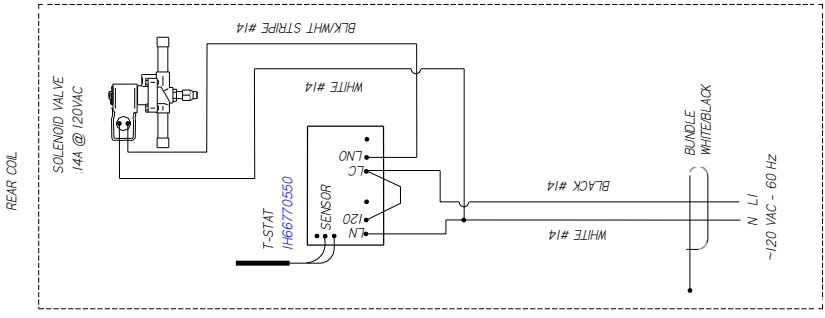 REAR COIL
SOLENOID VALVE
.14A @ 120VAC
BLK/WHT STRIPE #14
WHITE #14
T-STAT
1H66770550
SENSOR
LNO
LC
120
LN
BLACK #14
WHITE #14
BUNDLE
WHITE/BLACK
N L1
~120 VAC - 60 Hz